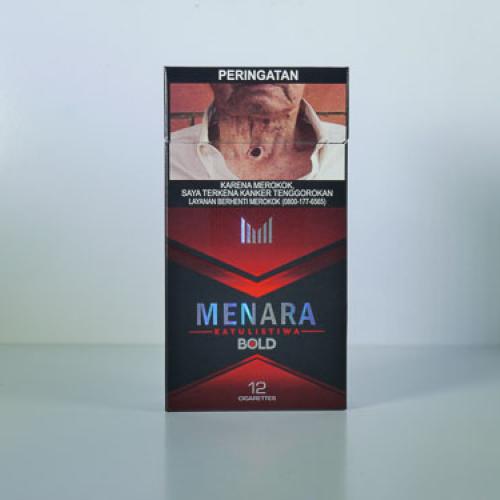 PERINGATAN
KARENA MEROKOK,
SAYA TERKENA KANKER TENGGOROKAN
LAYANAN BERHENTI MEROKOK (0800-177-6565)
MENARA
KATULISTIWA
BOLD
12
CIGARETTES